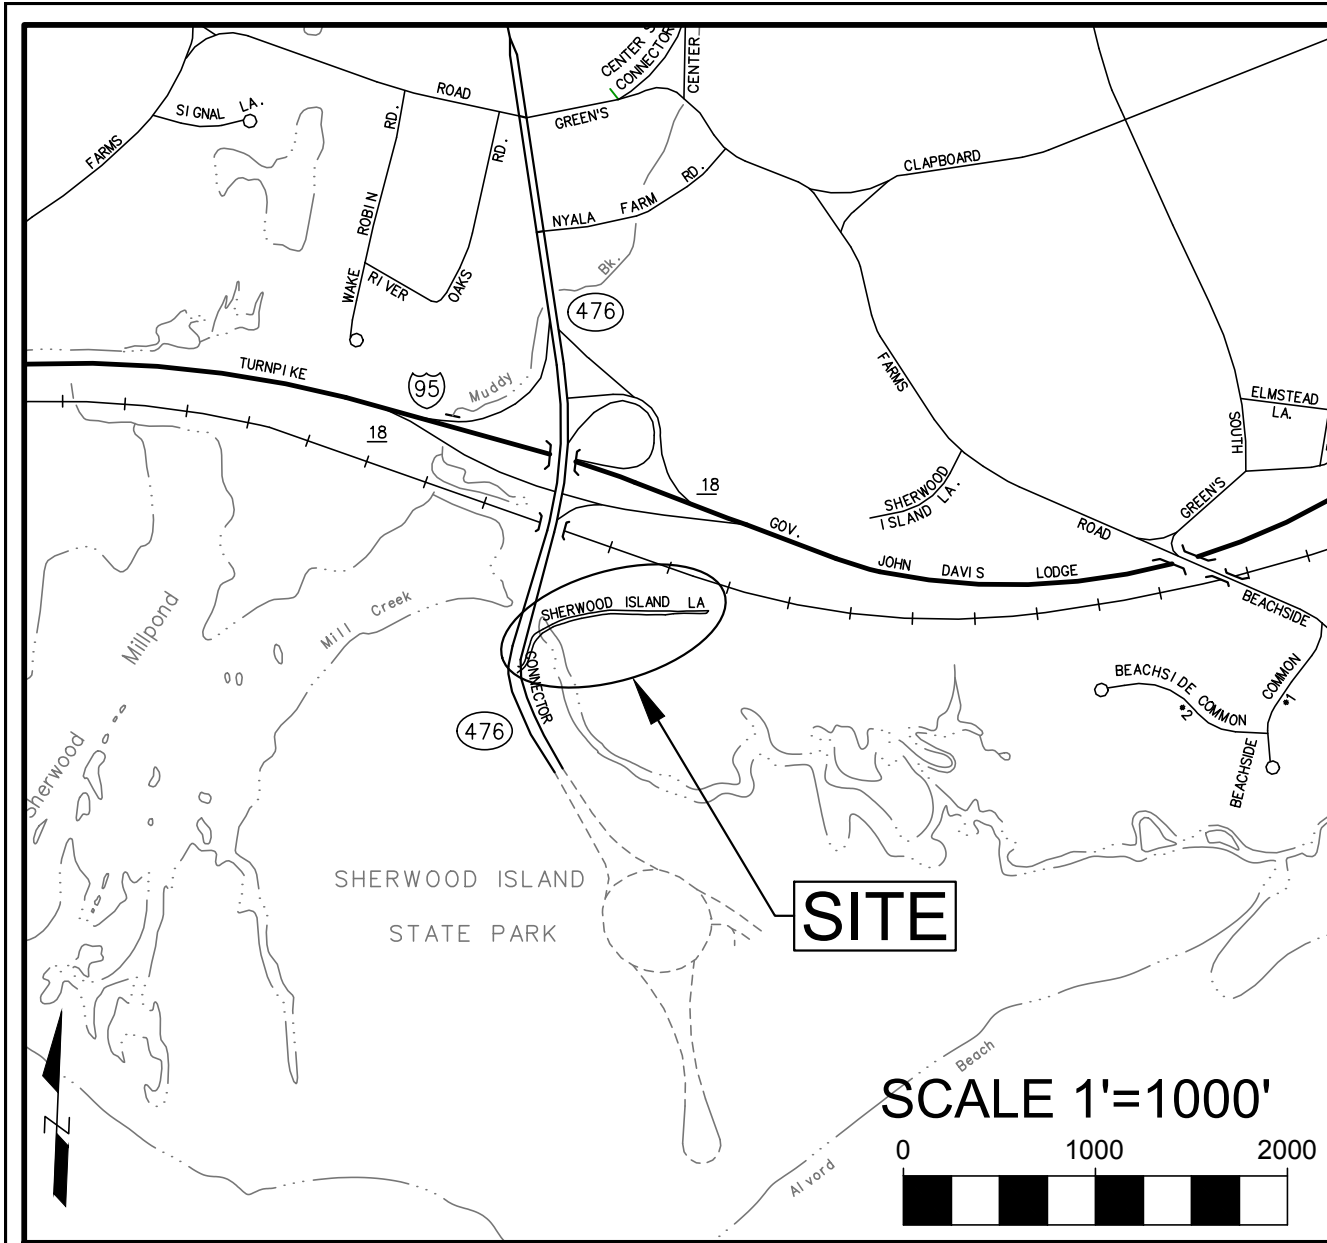 CENTER S
CONNECTOR
CENTER
ROAD
GREEN'S
SIGNAL LA.
FARMS
RD.
RD.
WAKE ROBIN
RIVER
OAKS
NYALA FARM RD.
CLAPBOARD
Bk.
476
TURNPIKE
95
Muddy
18
18
FARMS
ELMSTEAD
LA.
SOUTH
SHERWOOD
ISLAND LA.
GREEN'S
ROAD
GOV.
JOHN DAVIS LODGE
SHERWOOD ISLAND LA
BEACHSIDE
Mill Creek
Millpond
Sherwood
CONNECTOR
476
BEACHSIDE COMMON
*2
COMMON
*1
BEACHSIDE
SHERWOOD ISLAND
STATE PARK
SITE
Beach
Alvord
Z
SCALE 1'=1000'
0 1000 2000